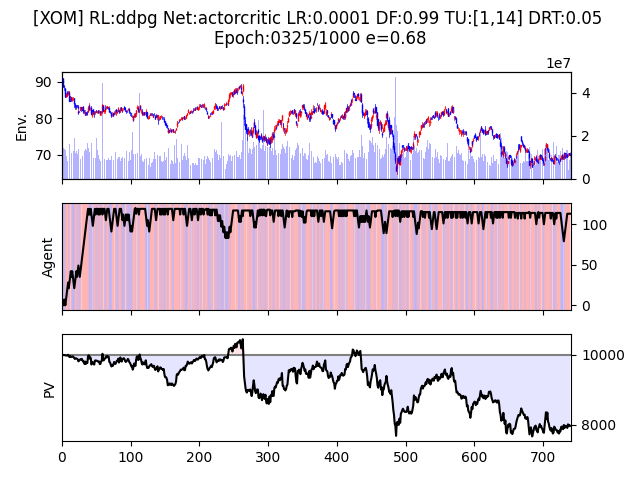 [XOM] RL:ddpg Net:actorcritic LR:0.0001 DF:0.99 TU:[1,14] DRT:0.05
Epoch:0325/1000 e=0.68
1e7
90
80
70
Env.
4
2
0
Agent
100
50
0
PV
10000
8000
0 100 200 300 400 500 600 700